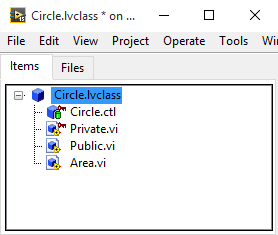 Circle.lvclass * on ...
File Edit View Project Operate Tools
Items Files
Circle.lvclass
Circle.ctl
Private.vi
Public.vi
Area.vi